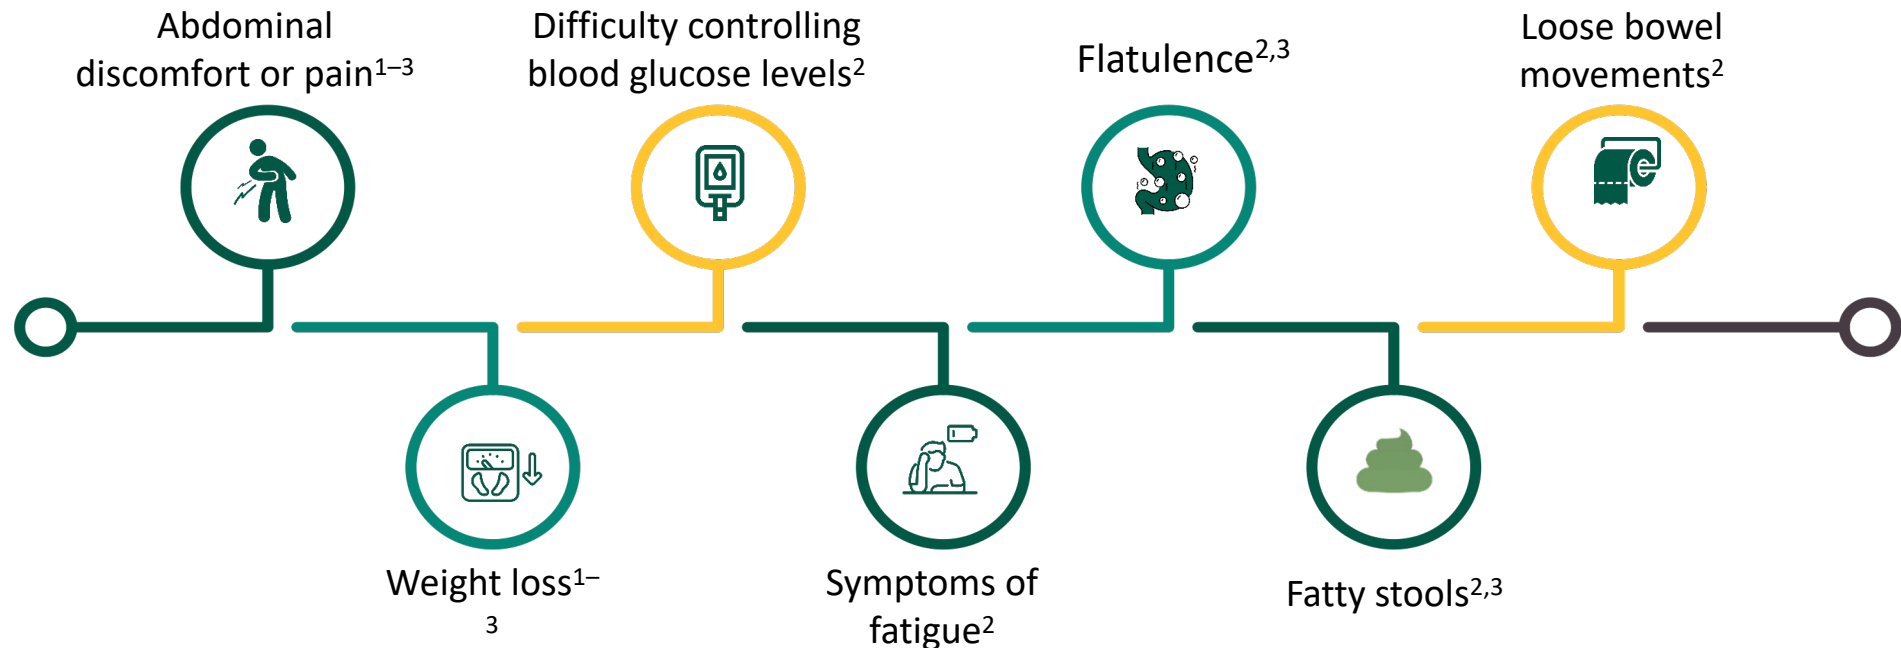 Abdominal
discomfort or pain¹⁻³
Difficulty controlling
blood glucose levels²
Flatulence²,³
Loose bowel
movements²
Weight loss¹⁻
³
Symptoms of
fatigue²
Fatty stools²,³